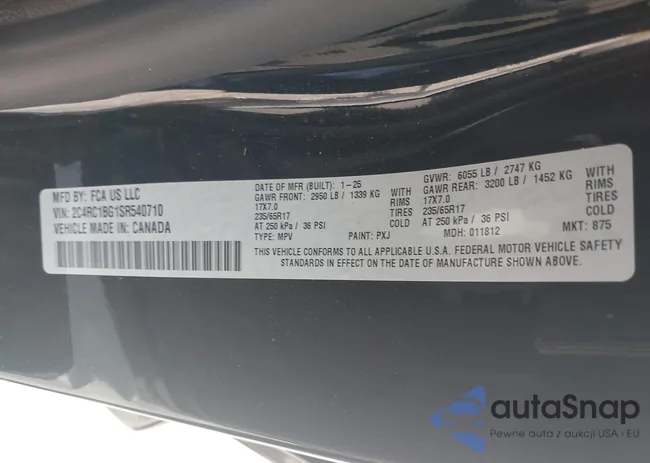 MFD BY: FCA US LLC
VIN: 2C4RC1BG1SR540710
VEHICLE MADE IN: CANADA
DATE OF MFR (BUILT): 1-25
GAWR FRONT: 2950 LB / 1339 KG
17X7.0
235/65R17
AT 250 kPa / 36 PSI
TYPE: MPV
PAINT: PXJ
WITH
RIMS
TIRES
GVWR: 6055 LB / 2747 KG
GAWR REAR: 3200 LB / 1452 KG
17X7.0
235/65R17
AT 250 kPa / 36 PSI
MDH: 011812
WITH
RIMS
TIRES
MKT: 875
THIS VEHICLE CONFORMS TO ALL APPLICABLE U.S.A. FEDERAL MOTOR VEHICLE SAFETY
STANDARDS IN EFFECT ON THE DATE OF MANUFACTURE SHOWN ABOVE.
autaSnap
Pewne auta z aukcji USA i EU